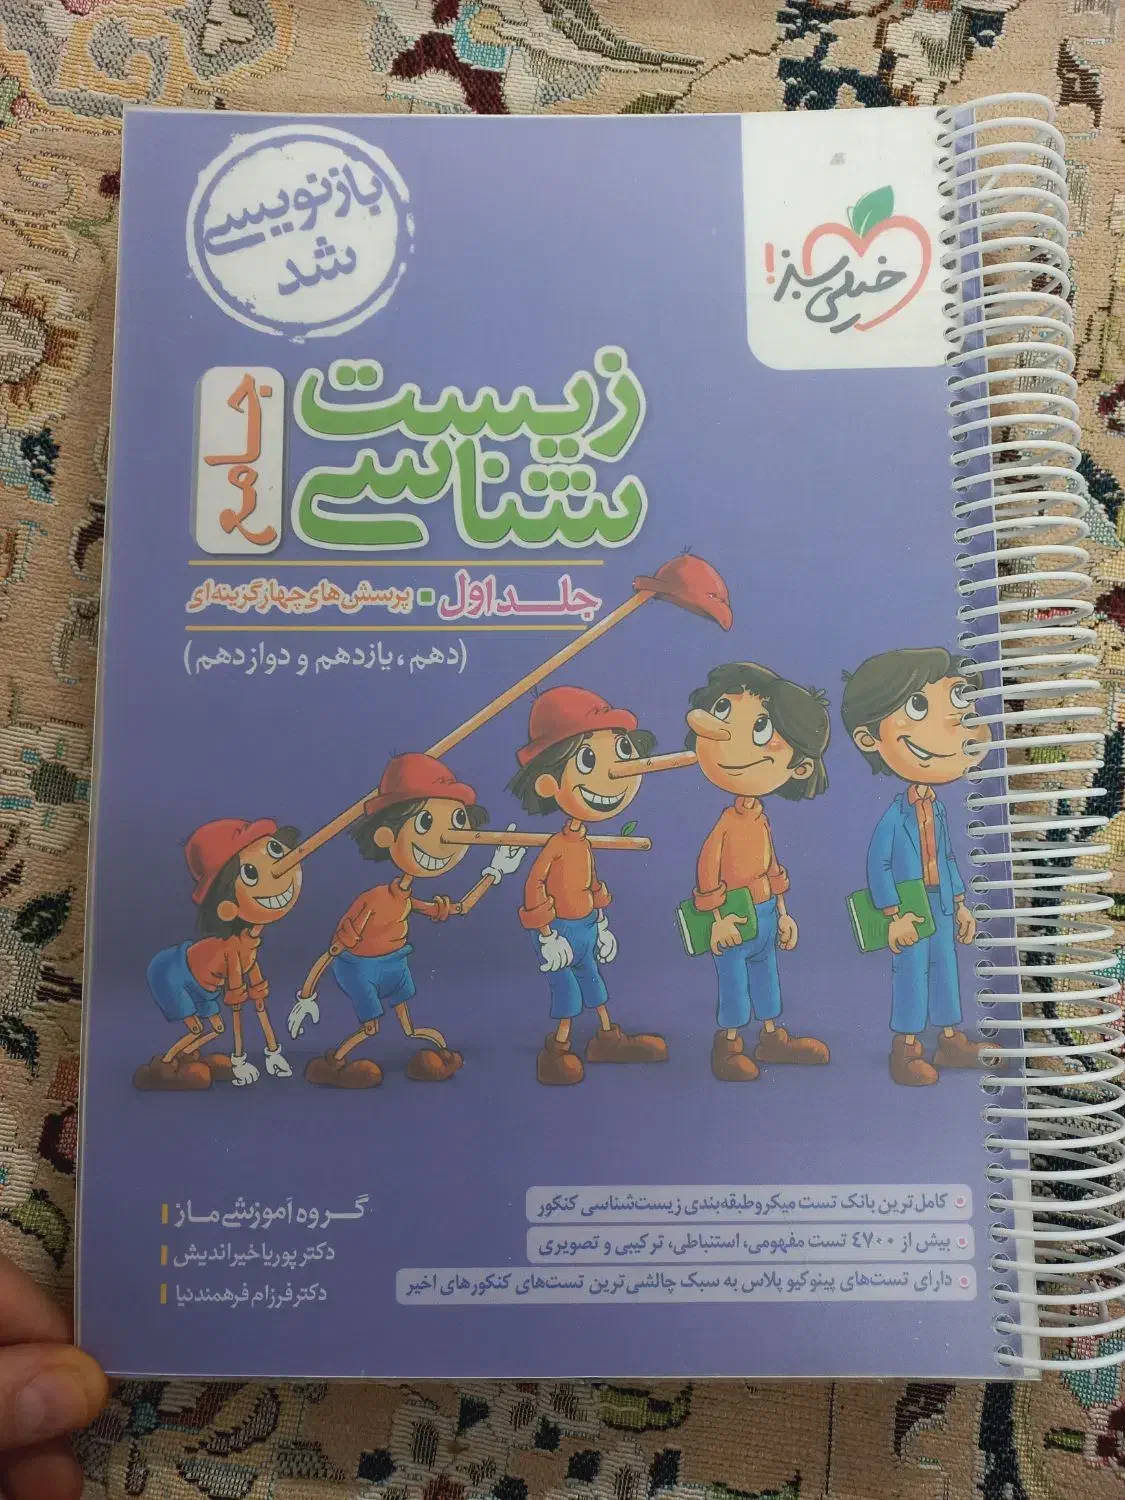 بازنویسی
شد
خیلی سبز!
زیست
شناسی
جامع
جلد اول ▪ پرسش‌های چهارگزینه‌ای
(دهم، یازدهم و دوازدهم)
کامل‌ترین بانک تست میکروطبقه‌بندی زیست‌شناسی کنکور
بیش از ۴۷۰۰ تست مفهومی، استنباطی، ترکیبی و تصویری
دارای تست‌های پینوکیو پلاس به سبک چالشی‌ترین تست‌های کنکورهای اخیر
گروه آموزشی ماز
دکتر پوریا خیراندیش
دکتر فرزام فرهمندنیا